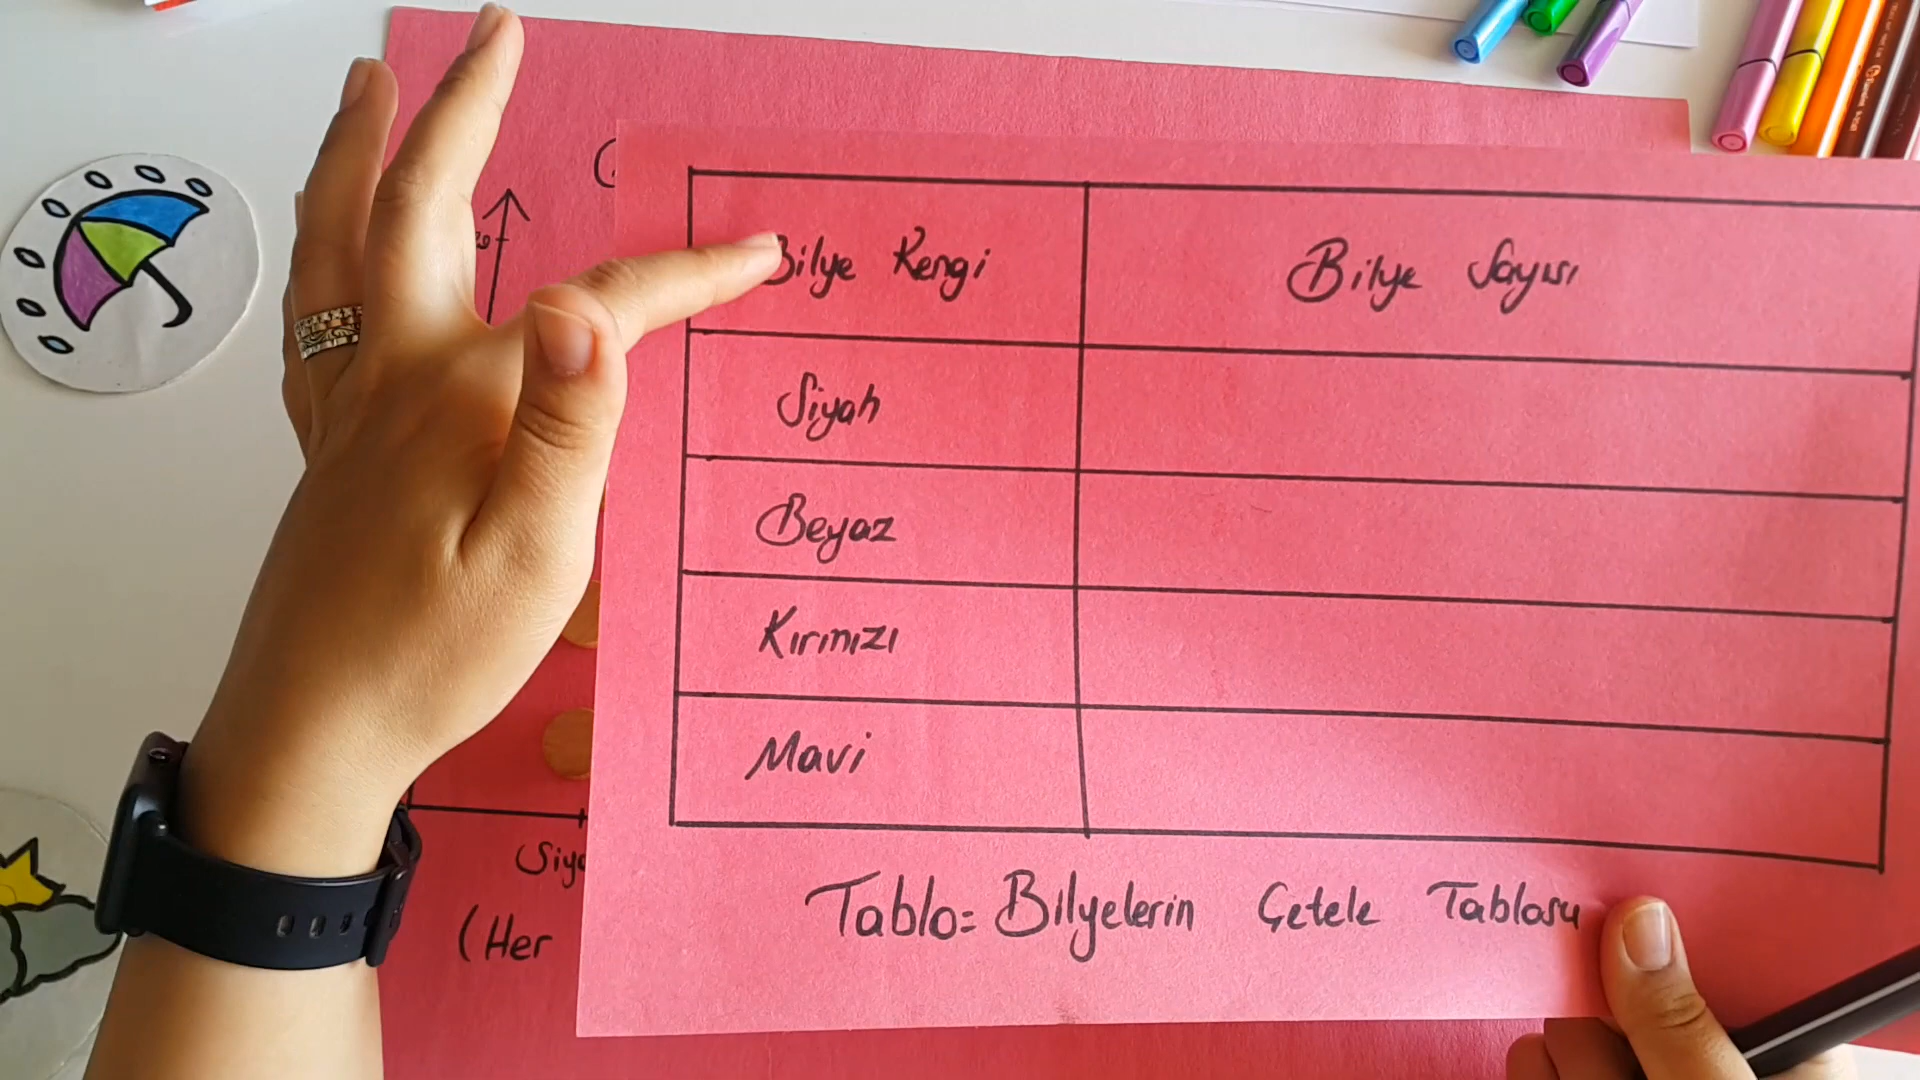 Bilye Rengi Bilye Sayısı
Siyah
Beyaz
Kırmızı
Mavi
Tablo: Bilyelerin Çetele Tablosu
(Her